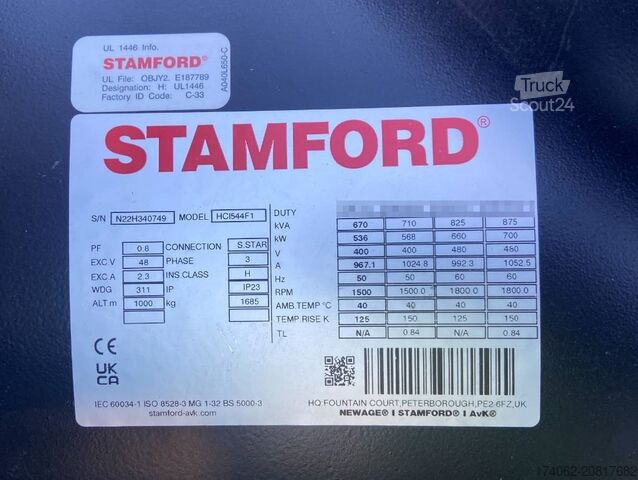 UL 1446 Info.
STAMFORD®
UL File: OBJY2. E187789
Designation: H: UL1446
Factory ID Code: C-33
A040L650-C
Truck
Scout24
STAMFORD®
S/N N22H340749 MODEL HCI544F1
PF 0.8 CONNECTION S.STAR
EXC V 48 PHASE 3
EXC A 2.3 INS.CLASS H
WDG 311 IP IP23
ALT.m 1000 kg 1685
DUTY
kVA 670 710 825 875
kW 536 568 660 700
V 400 400 480 480
A 967.1 1024.8 992.3 1052.5
Hz 50 50 60 60
RPM 1500 1500.0 1800.0 1800.0
AMB.TEMP °C 40 40 40 40
TEMP.RISE K 125 150 125 150
TL N/A 0.84 N/A 0.84
CE
UK
CA
IEC 60034-1 ISO 8528-3 MG 1-32 BS 5000-3
stamford-avk.com
HQ:FOUNTAIN COURT,PETERBOROUGH,PE2 6FZ,UK
NEWAGE® I STAMFORD® I AvK®
174062-20817682